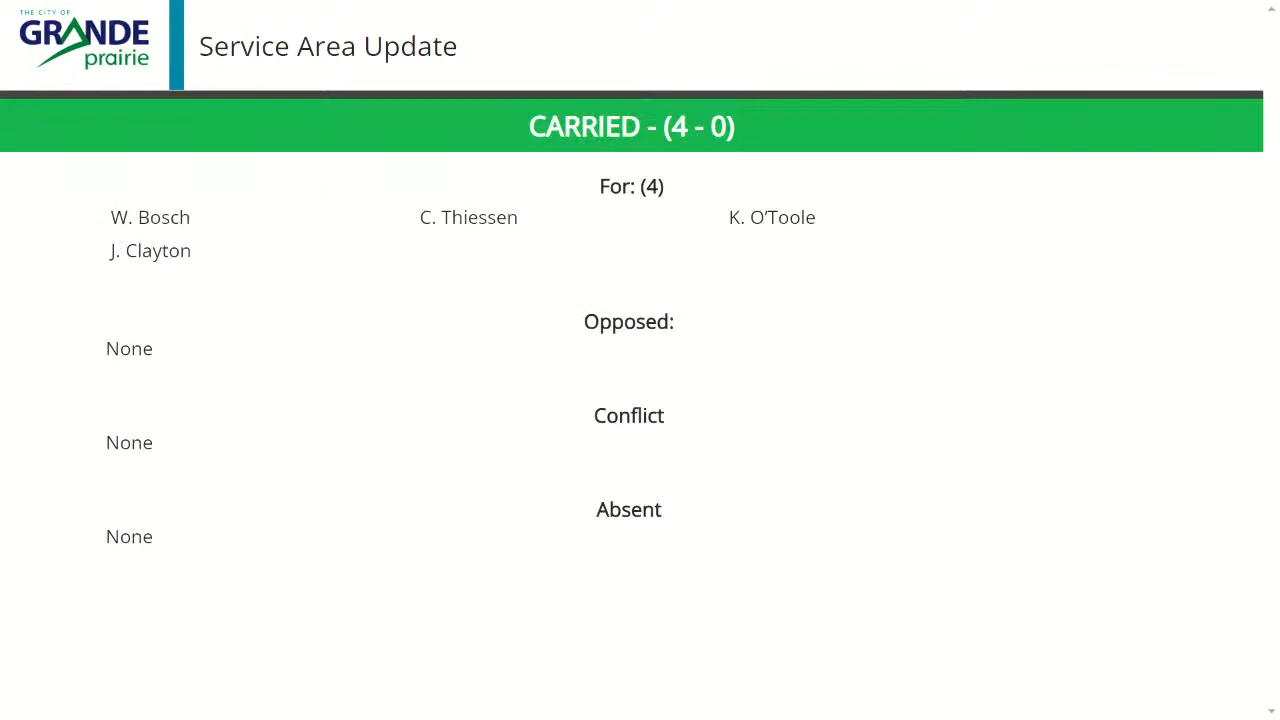 THE CITY OF
GRANDE
prairie
Service Area Update
CARRIED - (4 - 0)
For: (4)
W. Bosch C. Thiessen K. O’Toole
J. Clayton
Opposed:
None
Conflict
None
Absent
None